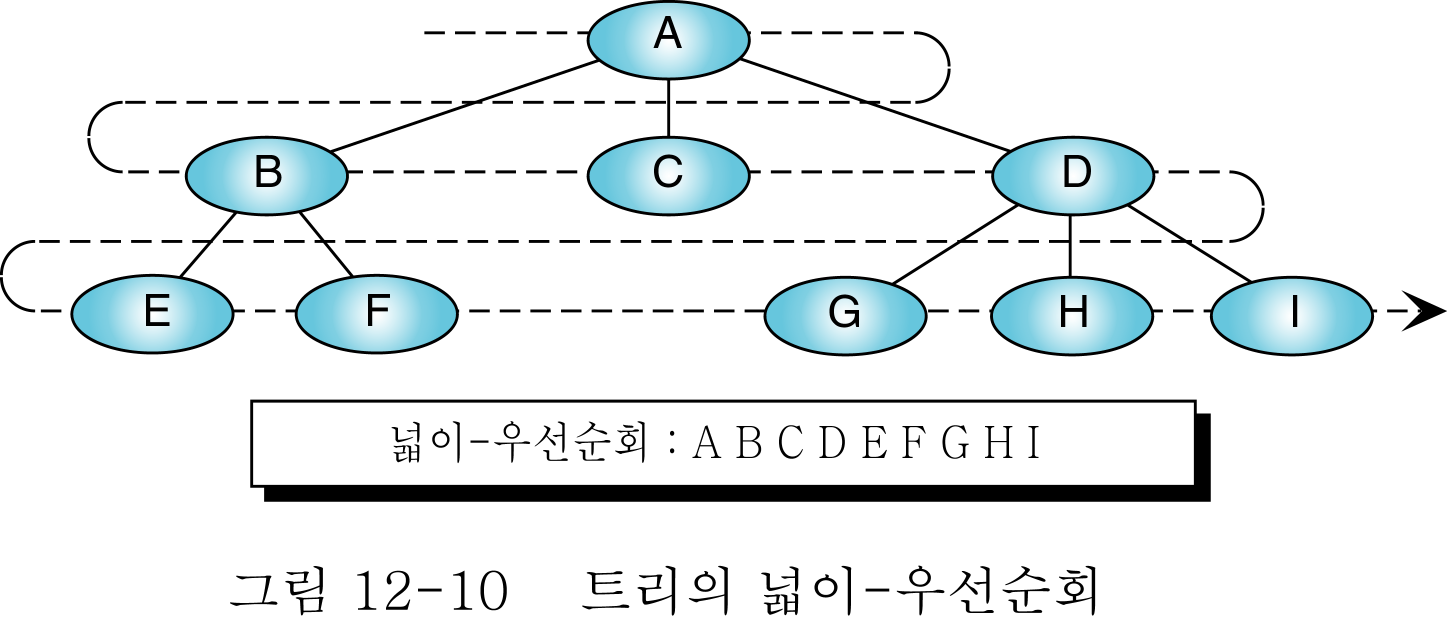 A
B C D
E F G H I
넓이-우선순회 : A B C D E F G H I
그림 12-10 트리의 넓이-우선순회